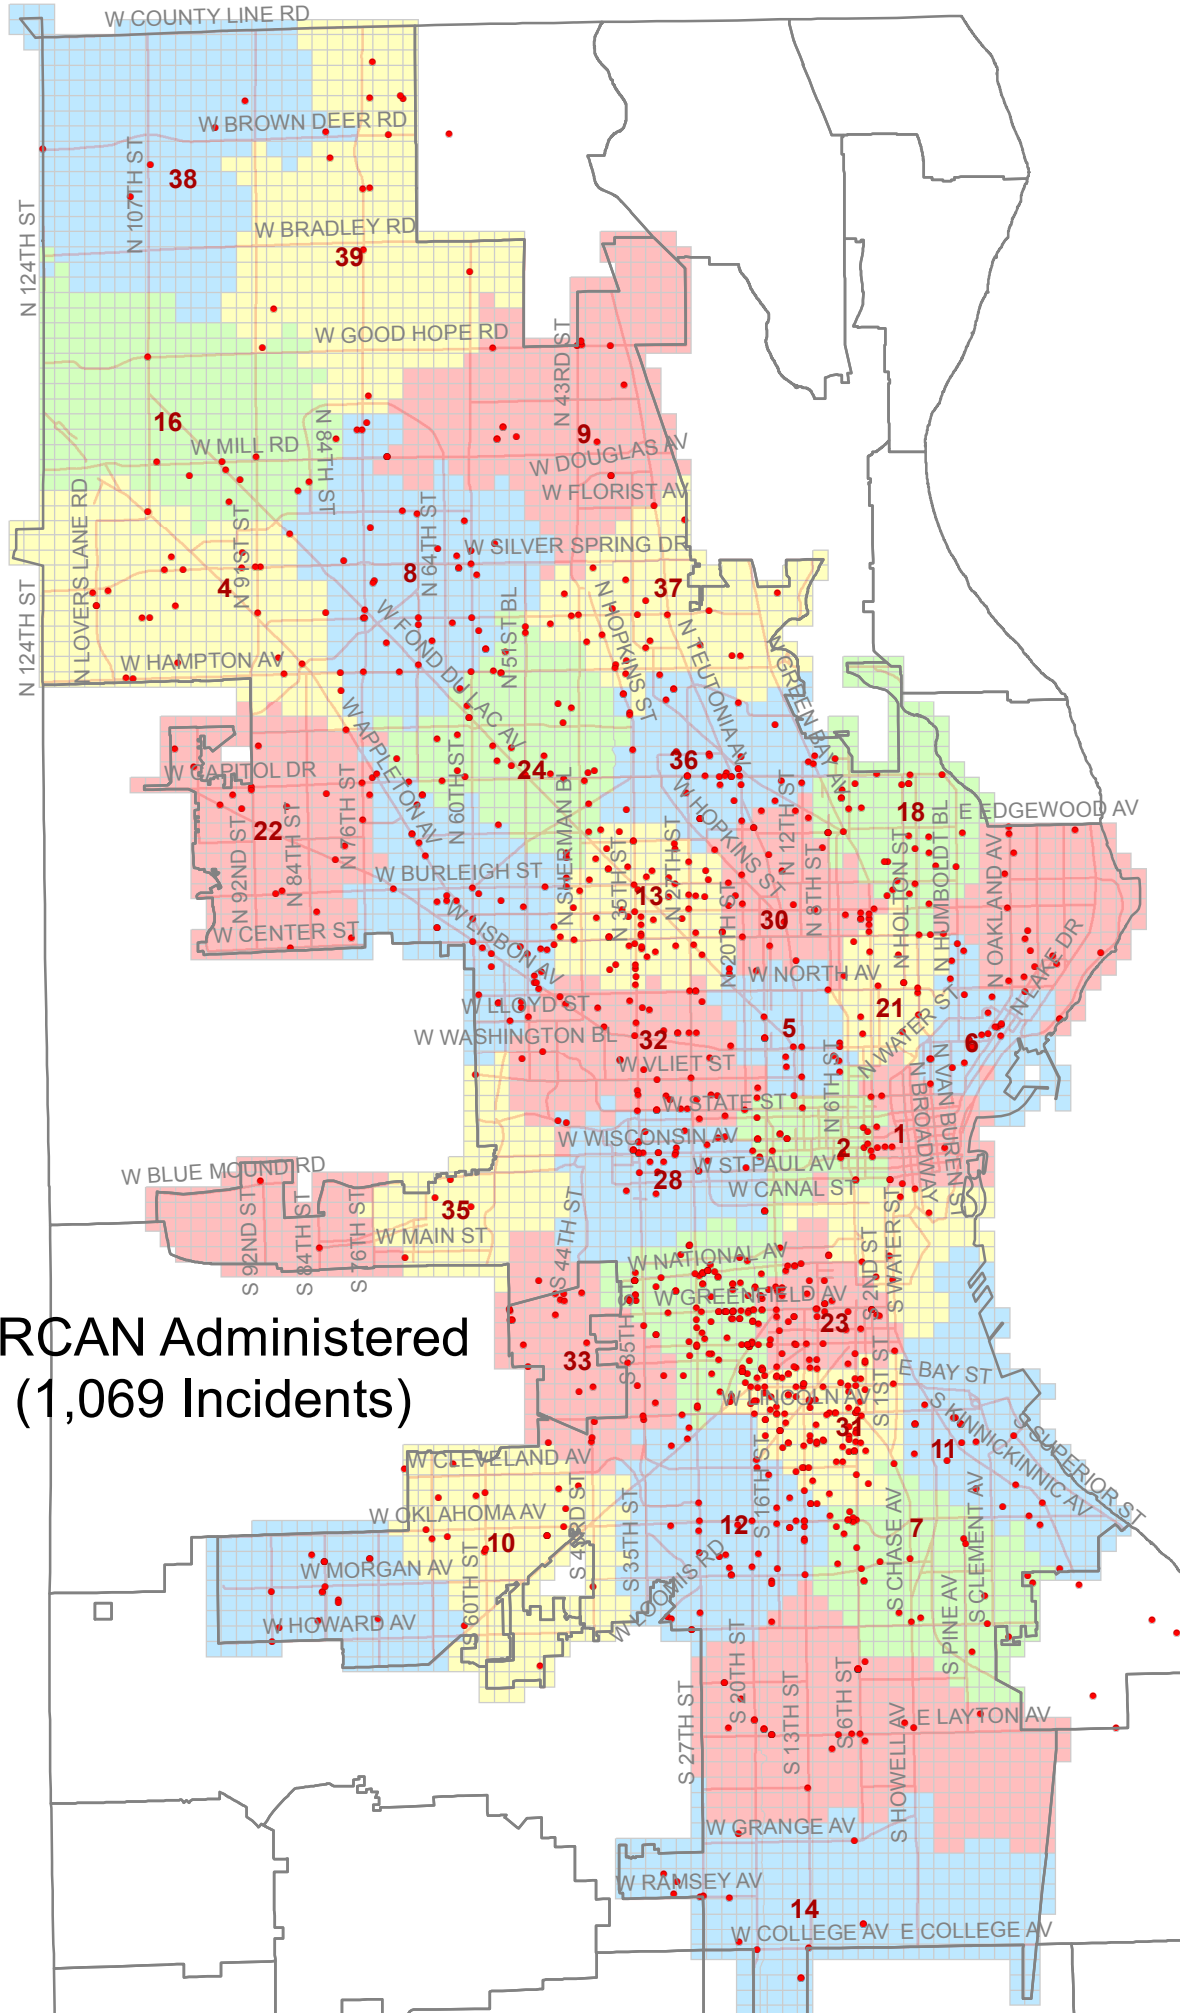 W COUNTY LINE RD
W BROWN DEER RD
N 107TH ST
38
N 124TH ST
W BRADLEY RD
39
W GOOD HOPE RD
N 43RD ST
16
N 84TH ST
9
W MILL RD
W DOUGLAS AV
W FLORIST AV
N LOVERS LANE RD
N 91ST ST
N 64TH ST
W SILVER SPRING DR
4
8
37
N 124TH ST
N 51ST BL
N HOPKINS ST
N TEUTONIA AV
W FOND DU LAC AV
W HAMPTON AV
W GREEN BAY AV
W APPLETON AV
36
24
W CAPITOL DR
N 60TH ST
N SHERMAN BL
W HOPKINS ST
N 12TH ST
18
E EDGEWOOD AV
22
N 92ND ST
N 84TH ST
N 76TH ST
W BURLEIGH ST
N 35TH ST
13
N 27TH ST
N 20TH ST
30
N 8TH ST
N HOLTON ST
N HUMBOLDT BL
N OAKLAND AV
N LAKE DR
W CENTER ST
W LISBON AV
W NORTH AV
W LLOYD ST
21
N WATER ST
W WASHINGTON BL
32
5
6
W VLIET ST
N 6TH ST
N BROADWAY
N VAN BUREN ST
W STATE ST
W WISCONSIN AV
2
1
W ST PAUL AV
28
W CANAL ST
W BLUE MOUND RD
35
W MAIN ST
S 92ND ST
S 84TH ST
S 76TH ST
S 44TH ST
W NATIONAL AV
S 2ND ST
S WATER ST
W GREENFIELD AV
S 35TH ST
23
RCAN Administered
(1,069 Incidents)
33
E BAY ST
S 1ST ST
W LINCOLN AV
31
S KINNICKINNIC AV
S SUPERIOR ST
11
W CLEVELAND AV
S 16TH ST
W OKLAHOMA AV
10
S 43RD ST
S 35TH ST
12
S CHASE AV
7
S CLEMENT AV
W MORGAN AV
W LOOMIS RD
S 60TH ST
W HOWARD AV
S PINE AV
S 20TH ST
S 27TH ST
S 13TH ST
S 6TH ST
S HOWELL AV
E LAYTON AV
W GRANGE AV
W RAMSEY AV
14
W COLLEGE AV
E COLLEGE AV